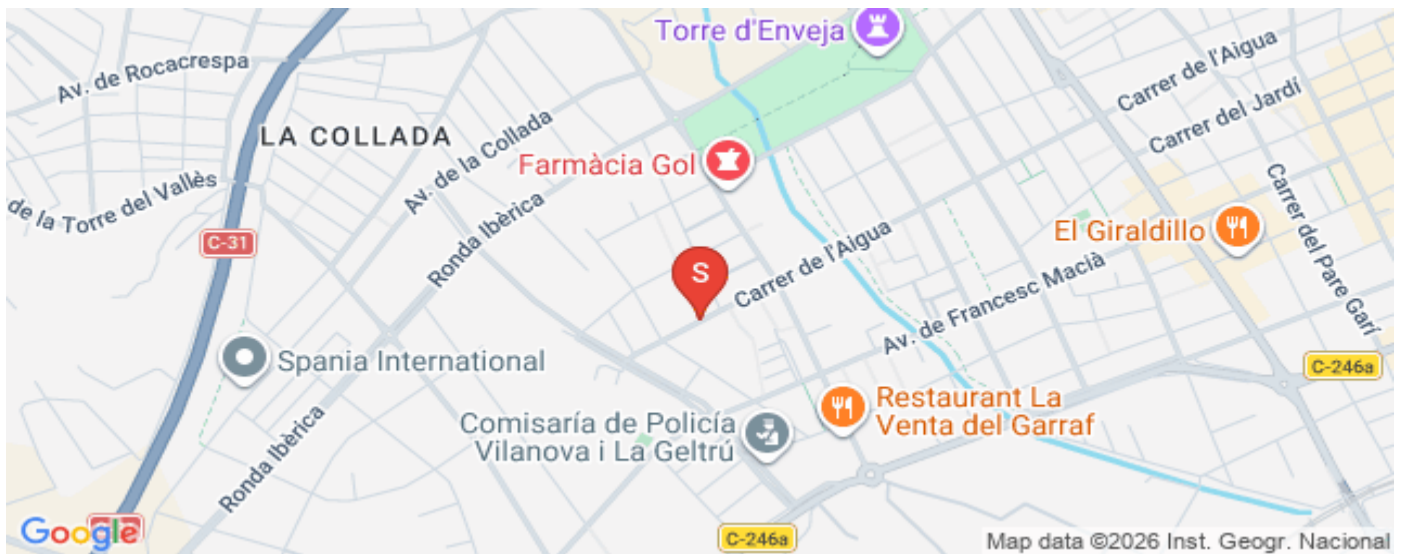 Torre d'Enveja
Carrer de l'Aigua
Av. de Rocacrespa
Carrer del Jardí
LA COLLADA
Av. de la Collada
Farmàcia Gol
de la Torre del Vallès
Carrer del Pare Garí
Ronda Ibèrica
C-31
El Giraldillo
Carrer de l'Aigua
S
Av. de Francesc Macià
Spania International
C-246a
Restaurant La
Venta del Garraf
Comisaría de Policía
Vilanova i La Geltrú
Ronda Ibèrica
Google
C-246a
Map data ©2026 Inst. Geogr. Nacional